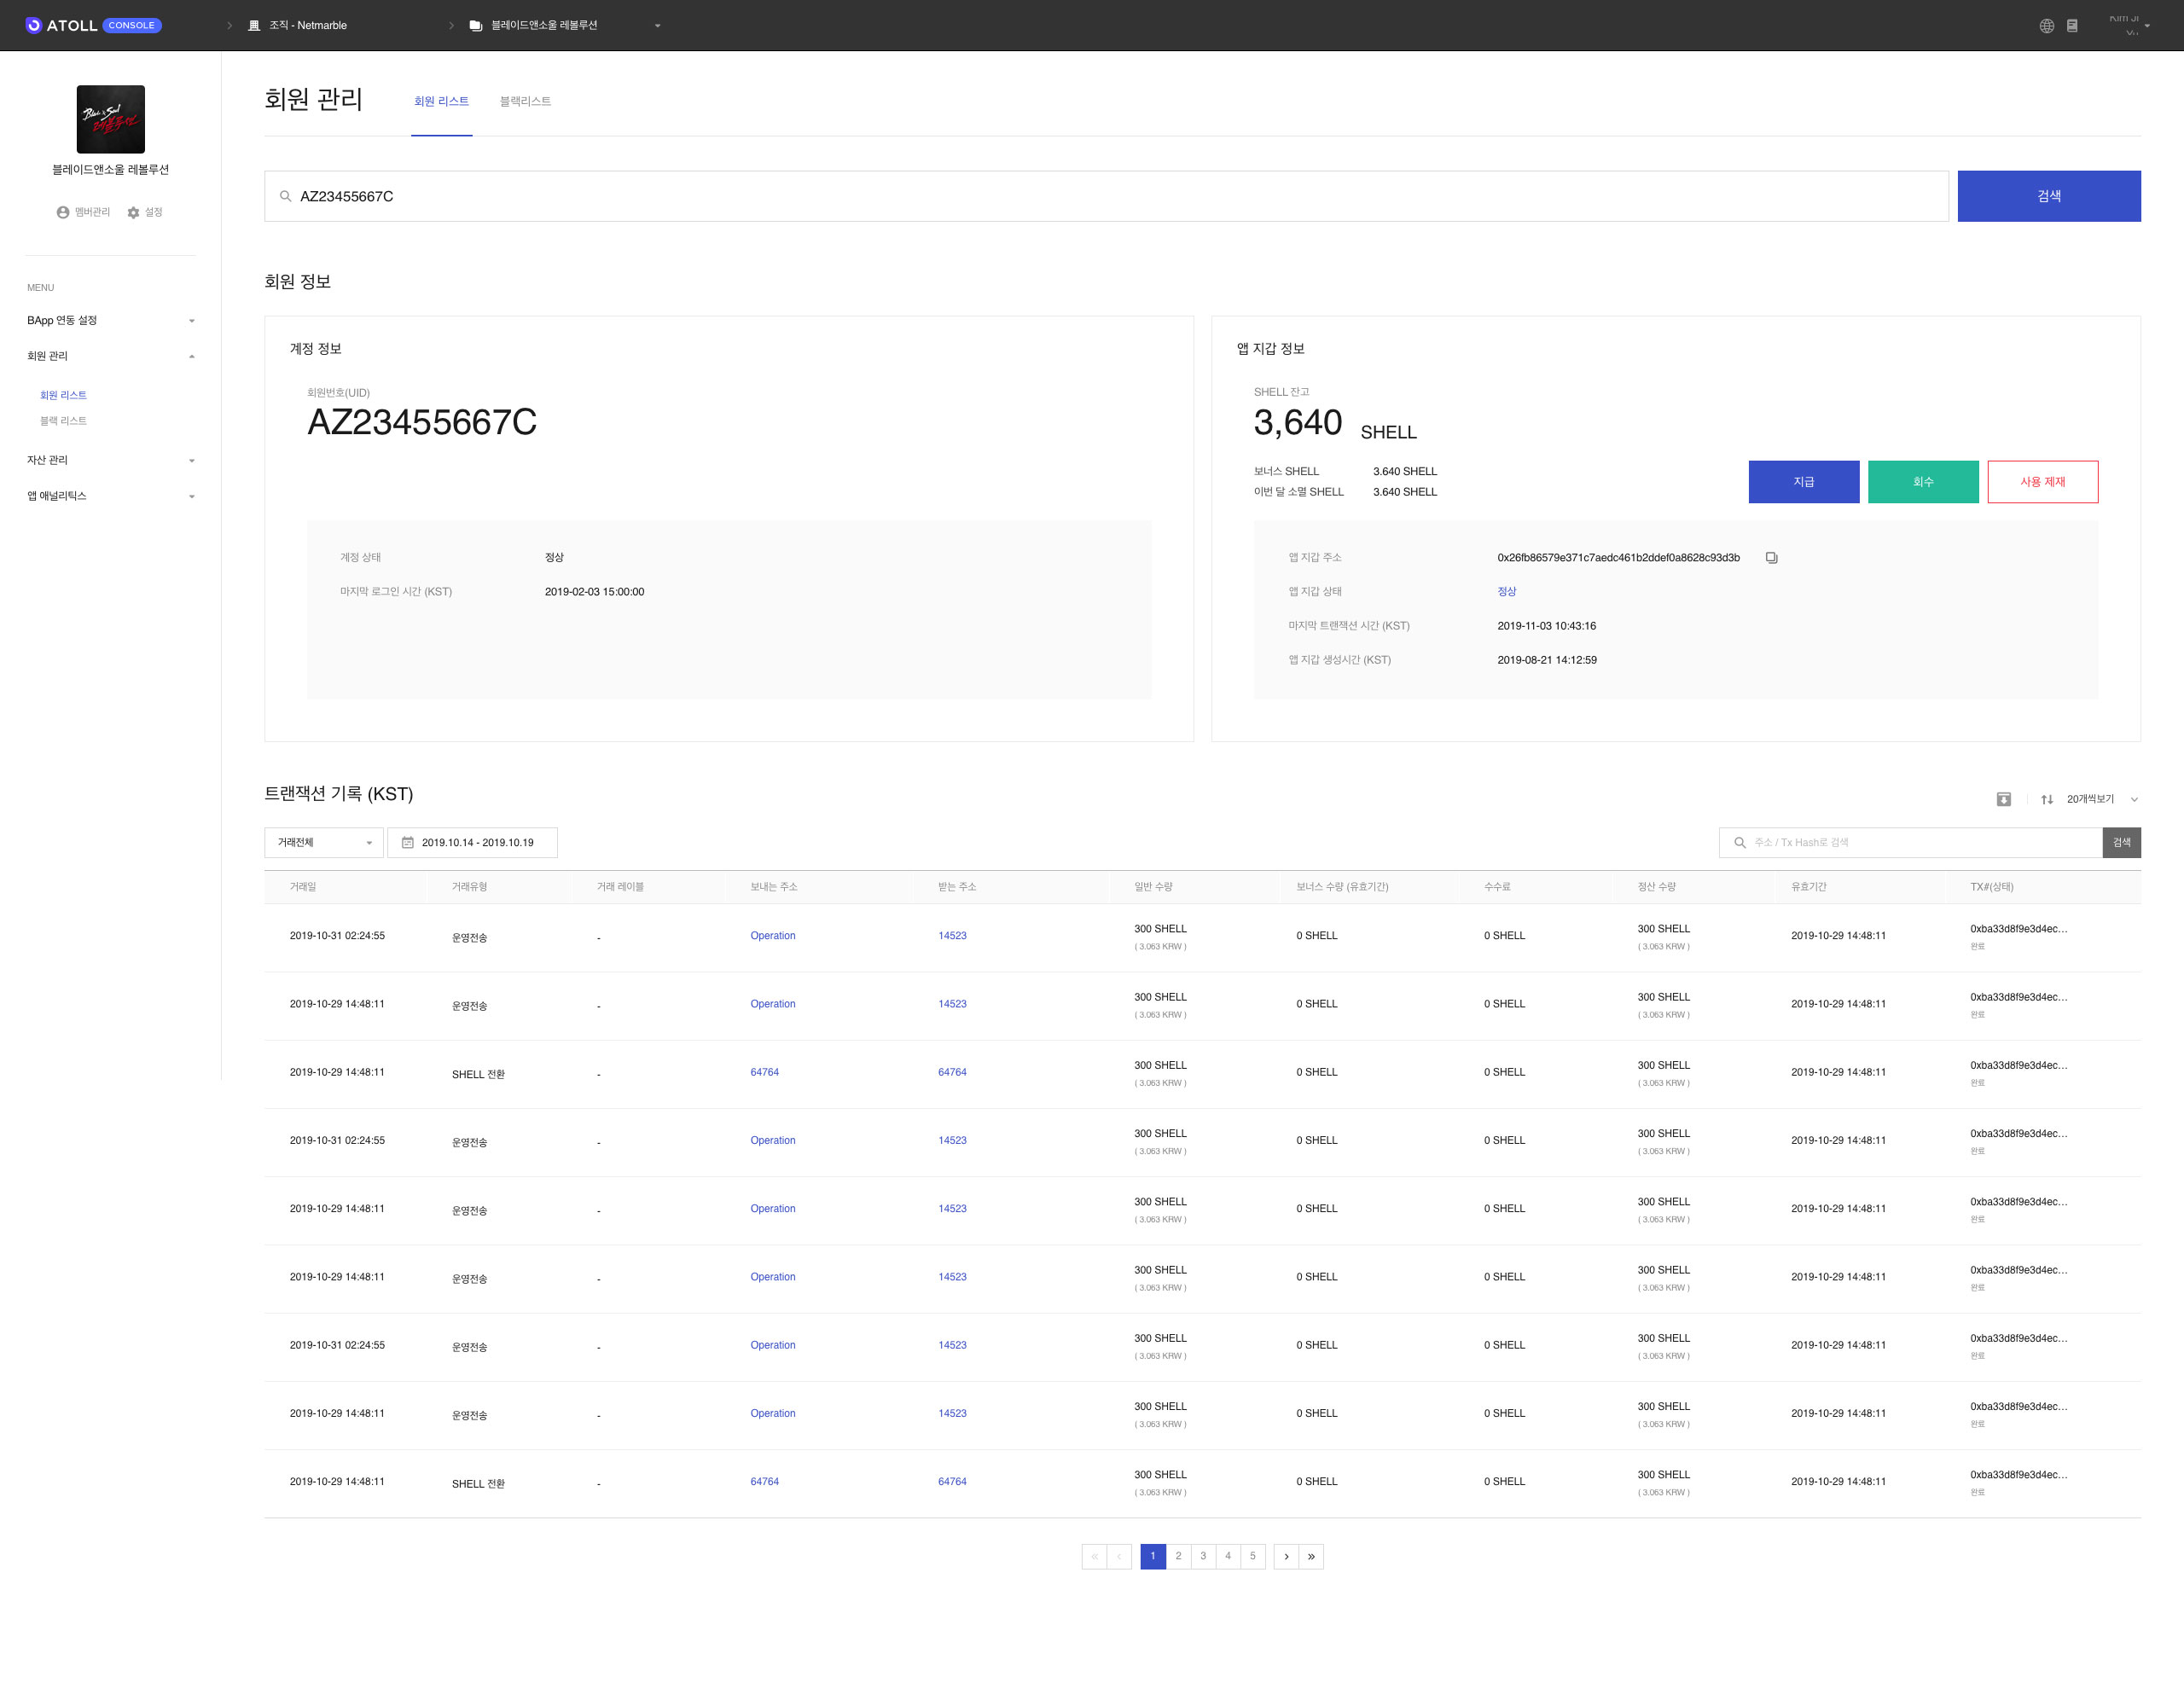 ATOLL CONSOLE
조직 - Netmarble
블레이드앤소울 레볼루션
Blade & Soul
레볼루션
블레이드앤소울 레볼루션
멤버관리 설정
MENU
BApp 연동 설정
회원 관리
회원 리스트
블랙 리스트
자산 관리
앱 애널리틱스
회원 관리 회원 리스트 블랙리스트
AZ23455667C 검색
회원 정보
계정 정보
회원번호(UID)
AZ23455667C
계정 상태 정상
마지막 로그인 시간 (KST) 2019-02-03 15:00:00
앱 지갑 정보
SHELL 잔고
3,640 SHELL
보너스 SHELL 3.640 SHELL
이번 달 소멸 SHELL 3.640 SHELL
지급 회수 사용 제재
앱 지갑 주소 0x26fb86579e371c7aedc461b2ddef0a8628c93d3b
앱 지갑 상태 정상
마지막 트랜잭션 시간 (KST) 2019-11-03 10:43:16
앱 지갑 생성시간 (KST) 2019-08-21 14:12:59
트랜잭션 기록 (KST)
20개씩보기
거래전체 2019.10.14 - 2019.10.19 주소 / Tx Hash로 검색 검색
거래일 거래유형 거래 레이블 보내는 주소 받는 주소 일반 수량 보너스 수량 (유효기간) 수수료 정산 수량 유효기간 TX#(상태)
2019-10-31 02:24:55 운영전송 - Operation 14523 300 SHELL 0 SHELL 0 SHELL 300 SHELL 2019-10-29 14:48:11 0xba33d8f9e3d4ec...
( 3.063 KRW ) ( 3.063 KRW ) 완료
2019-10-29 14:48:11 운영전송 - Operation 14523 300 SHELL 0 SHELL 0 SHELL 300 SHELL 2019-10-29 14:48:11 0xba33d8f9e3d4ec...
( 3.063 KRW ) ( 3.063 KRW ) 완료
2019-10-29 14:48:11 SHELL 전환 - 64764 64764 300 SHELL 0 SHELL 0 SHELL 300 SHELL 2019-10-29 14:48:11 0xba33d8f9e3d4ec...
( 3.063 KRW ) ( 3.063 KRW ) 완료
2019-10-31 02:24:55 운영전송 - Operation 14523 300 SHELL 0 SHELL 0 SHELL 300 SHELL 2019-10-29 14:48:11 0xba33d8f9e3d4ec...
( 3.063 KRW ) ( 3.063 KRW ) 완료
2019-10-29 14:48:11 운영전송 - Operation 14523 300 SHELL 0 SHELL 0 SHELL 300 SHELL 2019-10-29 14:48:11 0xba33d8f9e3d4ec...
( 3.063 KRW ) ( 3.063 KRW ) 완료
2019-10-29 14:48:11 운영전송 - Operation 14523 300 SHELL 0 SHELL 0 SHELL 300 SHELL 2019-10-29 14:48:11 0xba33d8f9e3d4ec...
( 3.063 KRW ) ( 3.063 KRW ) 완료
2019-10-31 02:24:55 운영전송 - Operation 14523 300 SHELL 0 SHELL 0 SHELL 300 SHELL 2019-10-29 14:48:11 0xba33d8f9e3d4ec...
( 3.063 KRW ) ( 3.063 KRW ) 완료
2019-10-29 14:48:11 운영전송 - Operation 14523 300 SHELL 0 SHELL 0 SHELL 300 SHELL 2019-10-29 14:48:11 0xba33d8f9e3d4ec...
( 3.063 KRW ) ( 3.063 KRW ) 완료
2019-10-29 14:48:11 SHELL 전환 - 64764 64764 300 SHELL 0 SHELL 0 SHELL 300 SHELL 2019-10-29 14:48:11 0xba33d8f9e3d4ec...
( 3.063 KRW ) ( 3.063 KRW ) 완료
« ‹ 1 2 3 4 5 › »